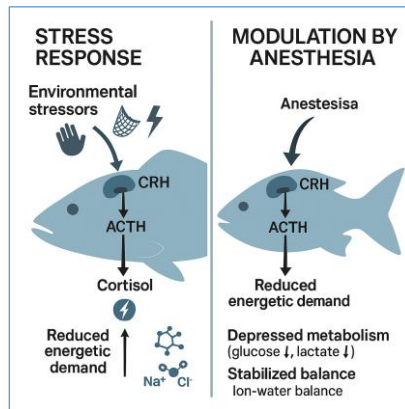 STRESS
RESPONSE
Environmental
stressors
CRH
ACTH
Cortisol
Reduced
energetic
demand
Na⁺ Cl⁻
MODULATION BY
ANESTHESIA
Anestesisa
CRH
ACTH
Reduced
energetic demand
Depressed metabolism
(glucose ↓, lactate ↓)
Stabilized balance
Ion-water balance